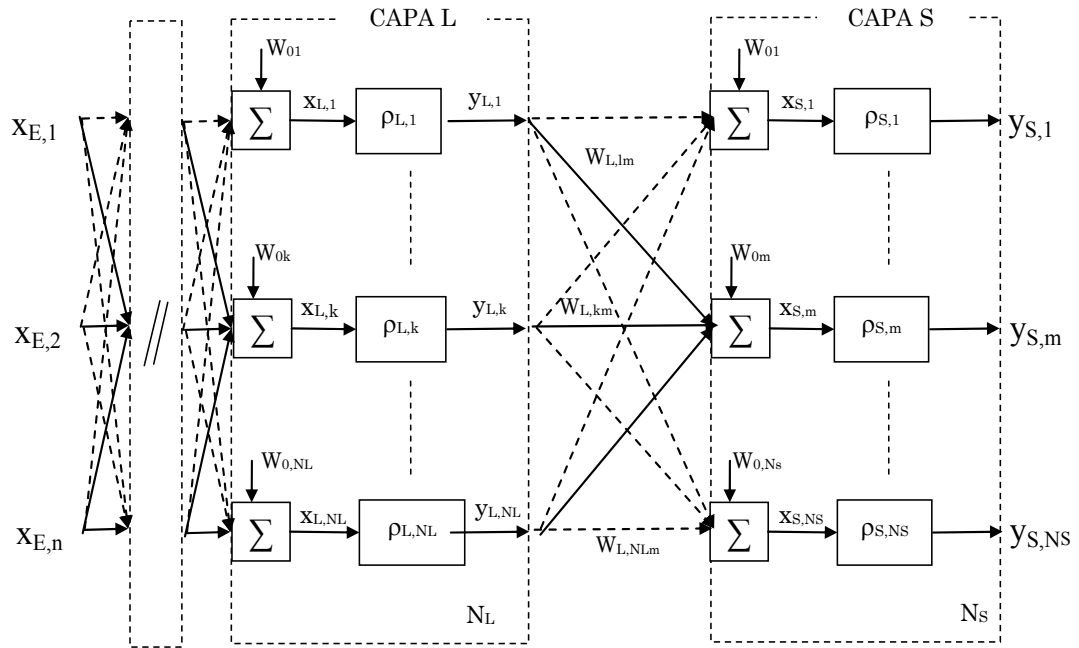 CAPA L
CAPA S
W01
W01
xE,1
∑
xL,1
ρL,1
yL,1
∑
xS,1
ρS,1
yS,1
WL,lm
W0k
W0m
xE,2
//
∑
xL,k
ρL,k
yL,k
WL,km
∑
xS,m
ρS,m
yS,m
W0,NL
W0,Ns
xE,n
∑
xL,NL
ρL,NL
yL,NL
WL,NLm
∑
xS,NS
ρS,NS
yS,NS
NL
NS